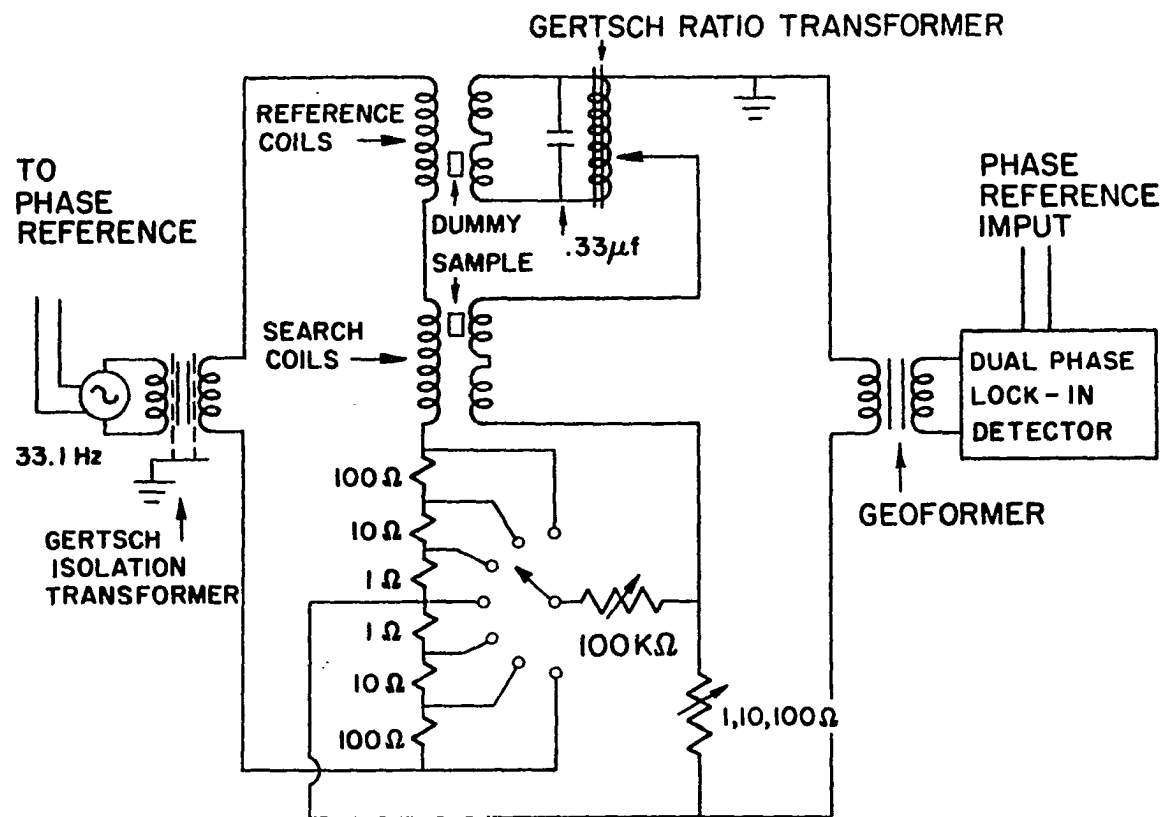 GERTSCH RATIO TRANSFORMER
REFERENCE
COILS
TO
PHASE
REFERENCE
PHASE
REFERENCE
IMPUT
DUMMY
.33µf
SAMPLE
SEARCH
COILS
DUAL PHASE
LOCK-IN
DETECTOR
33.1 Hz
100Ω
10Ω
1Ω
1Ω
10Ω
100Ω
GERTSCH
ISOLATION
TRANSFORMER
100KΩ
1,10,100Ω
GEOFORMER